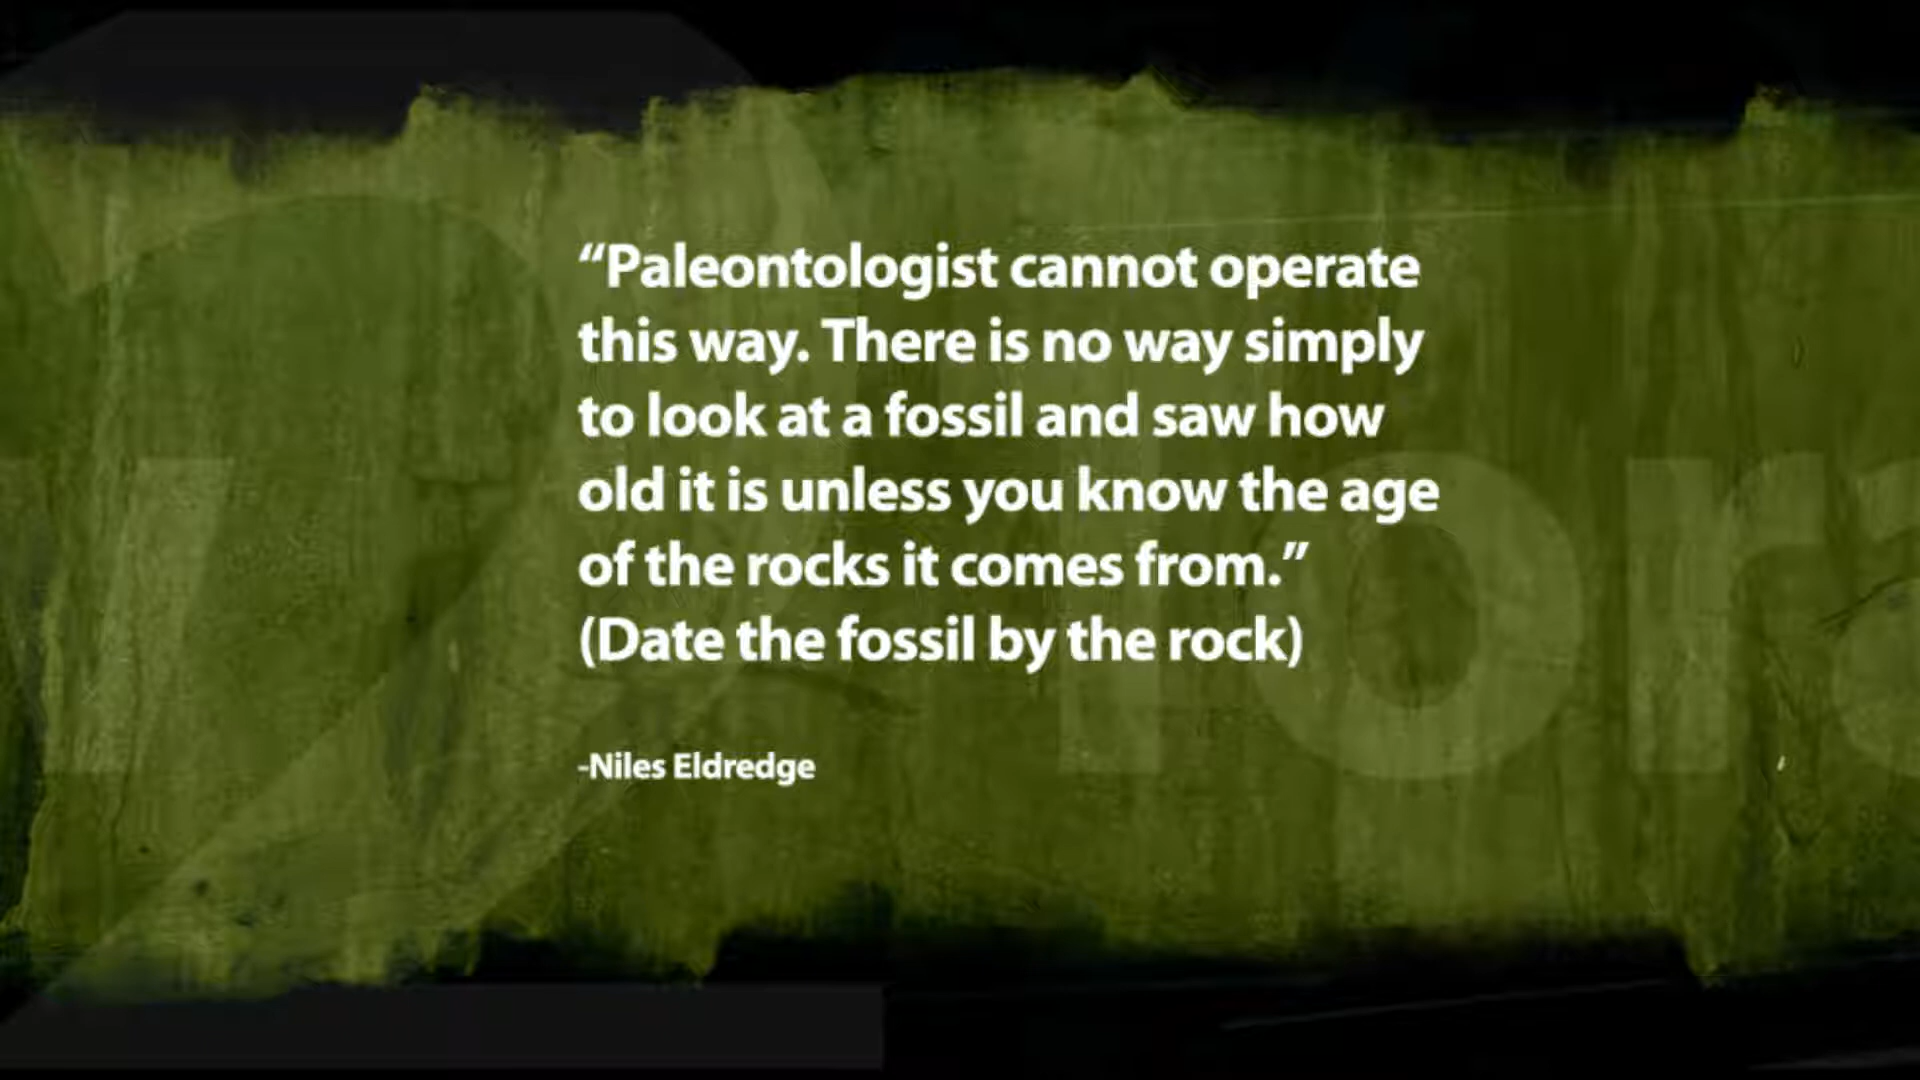 “Paleontologist cannot operate
this way. There is no way simply
to look at a fossil and saw how
old it is unless you know the age
of the rocks it comes from.”
(Date the fossil by the rock)
-Niles Eldredge